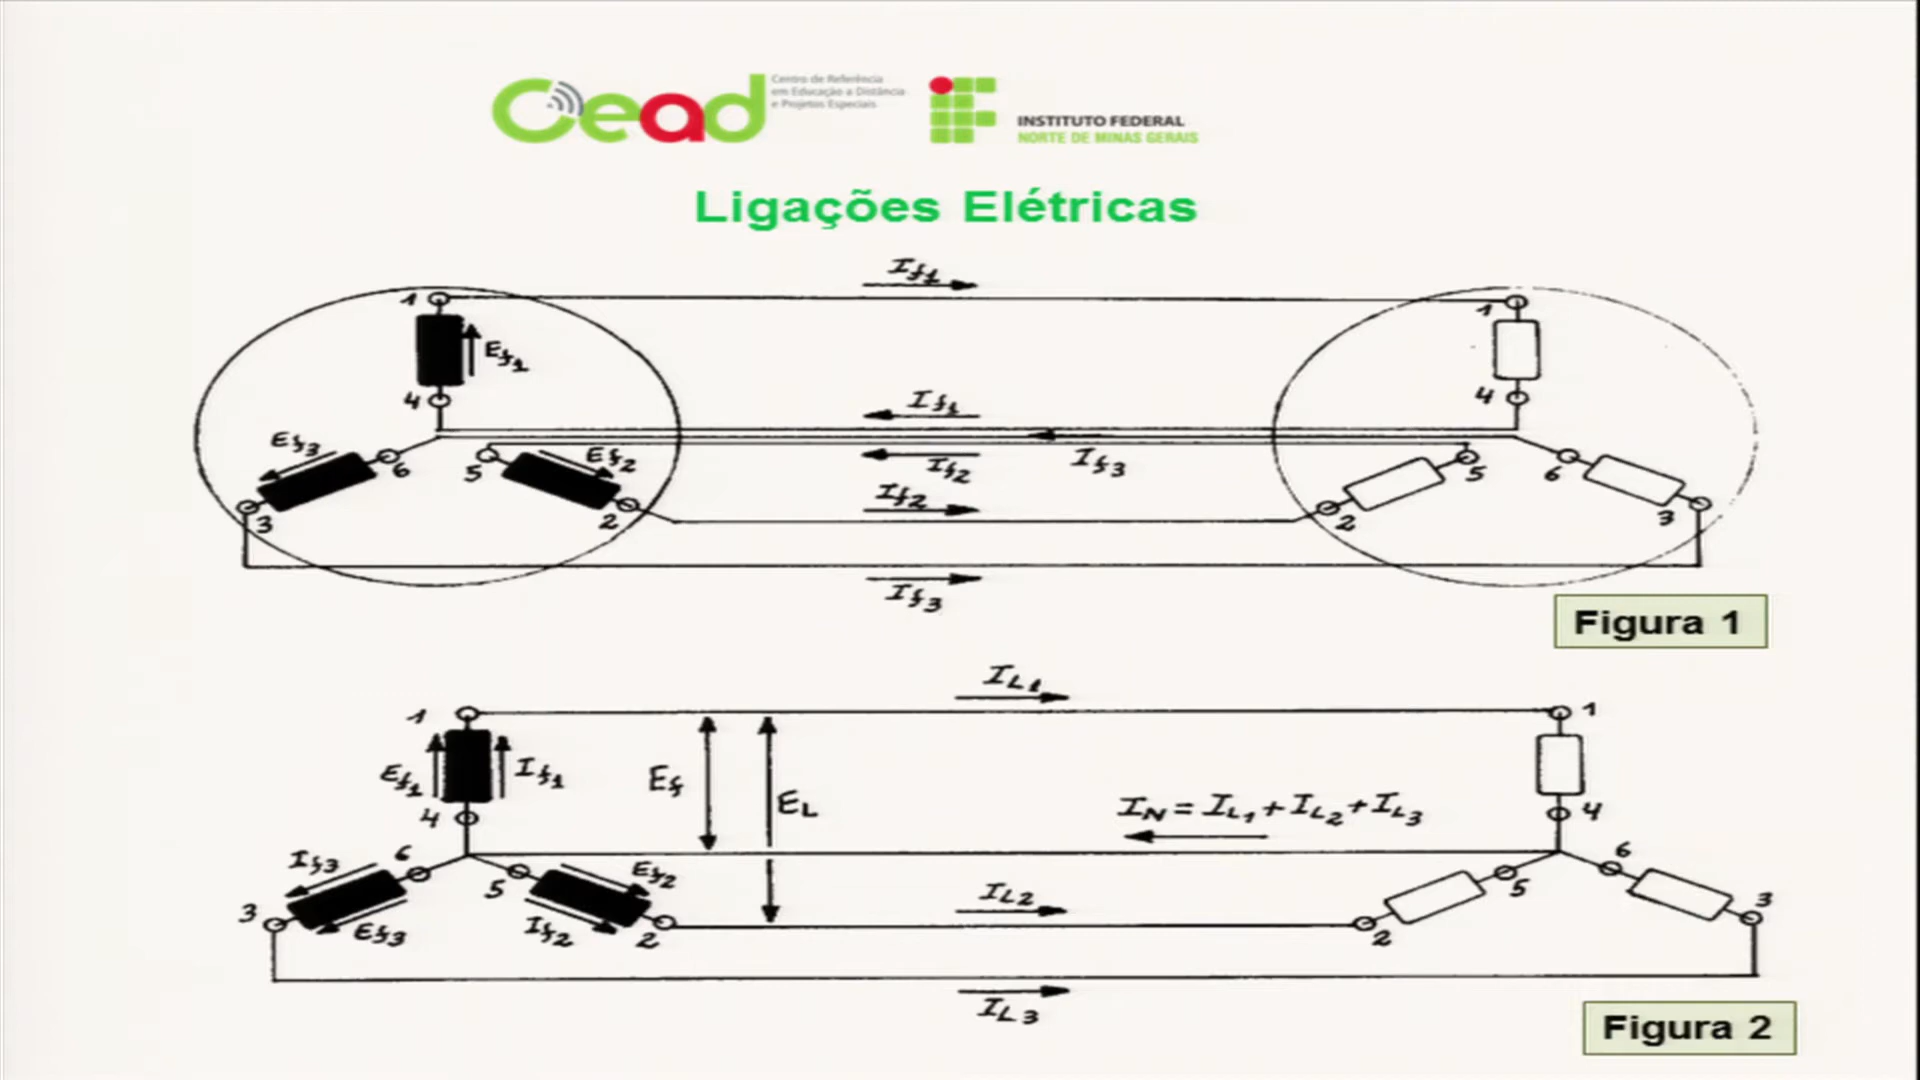 Cead
Centro de Referência
em Educação a Distância
e Projetos Especiais
INSTITUTO FEDERAL
NORTE DE MINAS GERAIS
Ligações Elétricas
If1
1
1
Ef1
4
If1
4
Ef3
6
5
Ef2
If2
If3
5
6
3
2
If2
2
3
If3
Figura 1
IL1
1
1
Ef1
If1
Ef
EL
IN = IL1 + IL2 + IL3
4
4
If3
6
5
Ef2
6
5
3
Ef3
If2
2
IL2
2
3
IL3
Figura 2